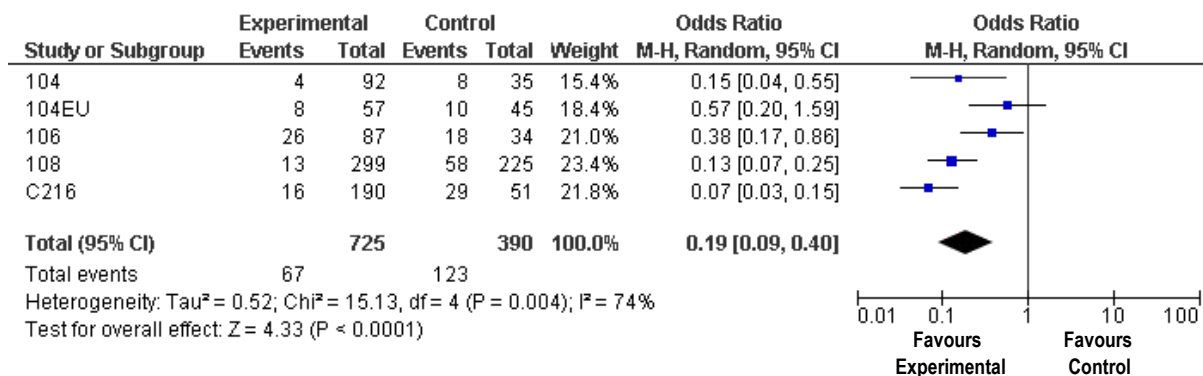 Experimental Control Odds Ratio Odds Ratio
Study or Subgroup Events Total Events Total Weight M-H, Random, 95% CI M-H, Random, 95% CI
104 4 92 8 35 15.4% 0.15 [0.04, 0.55]
104EU 8 57 10 45 18.4% 0.57 [0.20, 1.59]
106 26 87 18 34 21.0% 0.38 [0.17, 0.86]
108 13 299 58 225 23.4% 0.13 [0.07, 0.25]
C216 16 190 29 51 21.8% 0.07 [0.03, 0.15]
Total (95% CI) 725 390 100.0% 0.19 [0.09, 0.40]
Total events 67 123
Heterogeneity: Tau² = 0.52; Chi² = 15.13, df = 4 (P = 0.004); I² = 74%
Test for overall effect: Z = 4.33 (P < 0.0001)
0.01 0.1 1 10 100
Favours Favours
Experimental Control